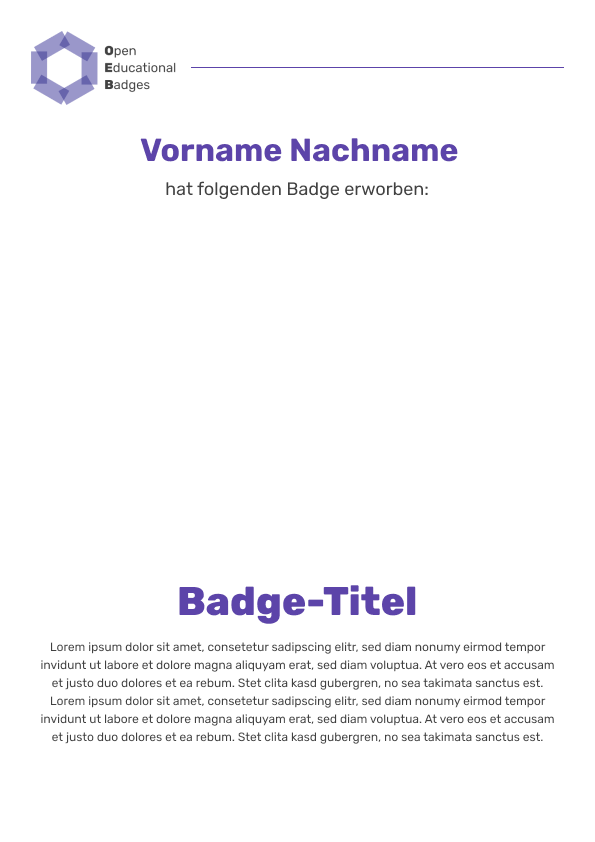 Open
Educational
Badges
Vorname Nachname
hat folgenden Badge erworben:
Badge-Titel
Lorem ipsum dolor sit amet, consetetur sadipscing elitr, sed diam nonumy eirmod tempor
invidunt ut labore et dolore magna aliquyam erat, sed diam voluptua. At vero eos et accusam
et justo duo dolores et ea rebum. Stet clita kasd gubergren, no sea takimata sanctus est.
Lorem ipsum dolor sit amet, consetetur sadipscing elitr, sed diam nonumy eirmod tempor
invidunt ut labore et dolore magna aliquyam erat, sed diam voluptua. At vero eos et accusam
et justo duo dolores et ea rebum. Stet clita kasd gubergren, no sea takimata sanctus est.